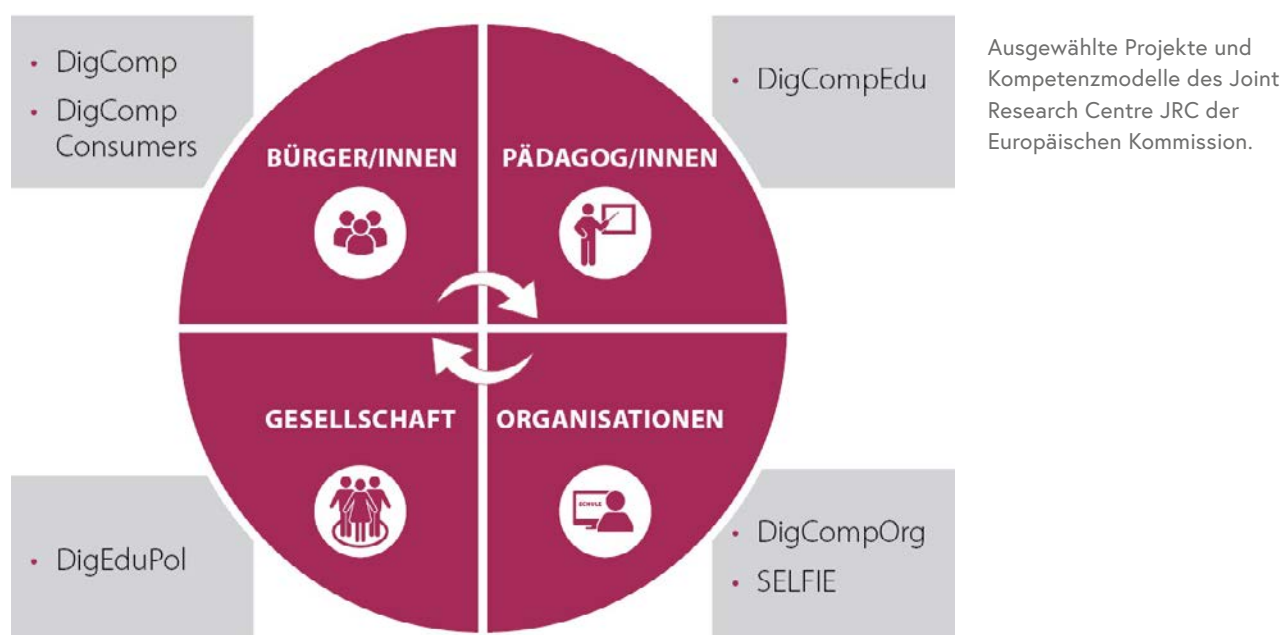 • DigComp
• DigComp
Consumers
BÜRGER/INNEN
PÄDAGOG/INNEN
• DigCompEdu
Ausgewählte Projekte und
Kompetenzmodelle des Joint
Research Centre JRC der
Europäischen Kommission.
GESELLSCHAFT
ORGANISATIONEN
SCHULE
• DigEduPol
• DigCompOrg
• SELFIE